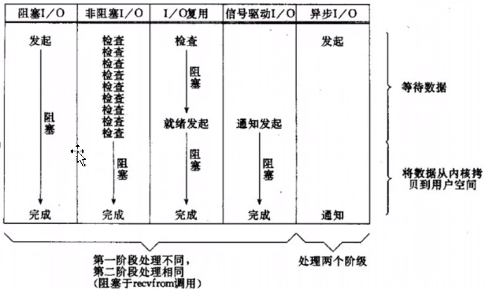 阻塞I/O 非阻塞I/O I/O复用 信号驱动I/O 异步I/O
发起 检查 检查 发起
检查
检查
检查
检查
检查
检查
检查
检查
阻塞
阻塞
等待数据
就绪发起 通知发起
阻塞
阻塞
阻塞
将数据从内核拷
贝到用户空间
完成 完成 完成 完成 通知
第一阶段处理不同，
第二阶段处理相同
(阻塞于recvfrom调用)
处理两个阶级